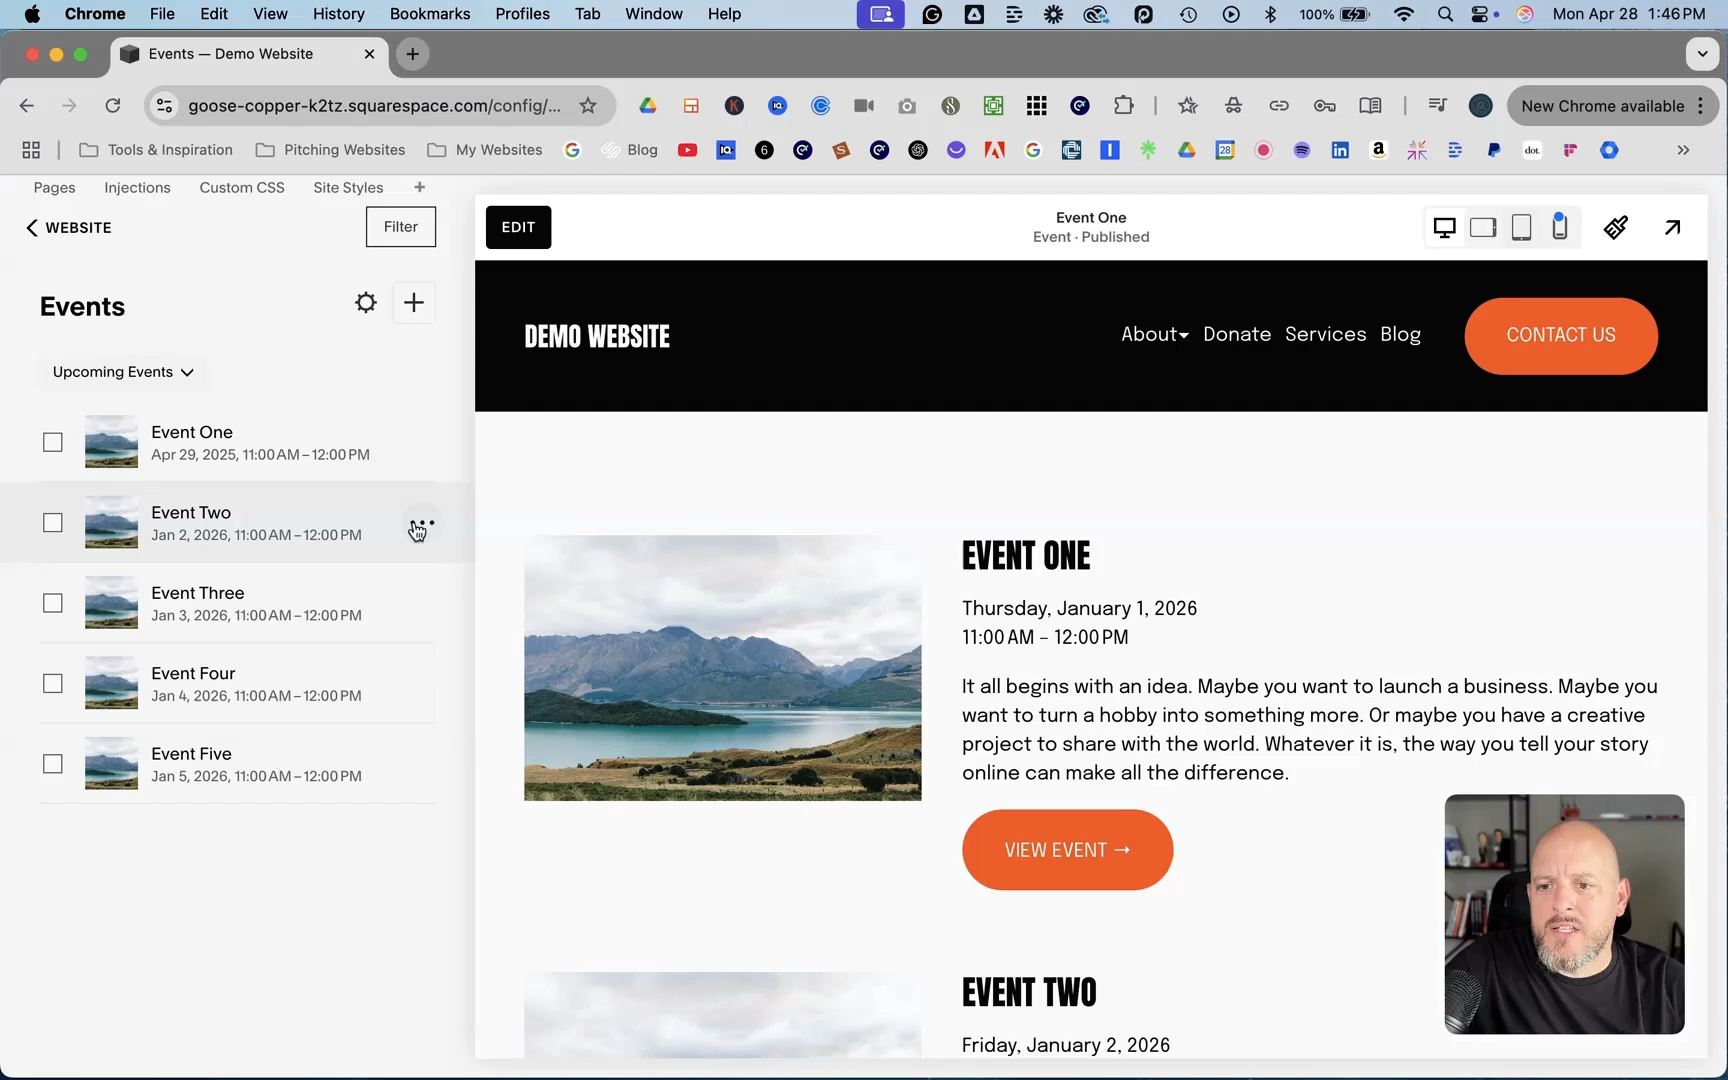 Chrome File Edit View History Bookmarks Profiles Tab Window Help 100% Mon Apr 28 1:46 PM
Events — Demo Website
goose-copper-k2tz.squarespace.com/config/...
New Chrome available
Tools & Inspiration Pitching Websites My Websites Blog
Pages Injections Custom CSS Site Styles +
WEBSITE
Filter
EDIT
Event One
Event · Published
Events
Upcoming Events
Event One
Apr 29, 2025, 11:00 AM – 12:00 PM
Event Two
Jan 2, 2026, 11:00 AM – 12:00 PM
Event Three
Jan 3, 2026, 11:00 AM – 12:00 PM
Event Four
Jan 4, 2026, 11:00 AM – 12:00 PM
Event Five
Jan 5, 2026, 11:00 AM – 12:00 PM
DEMO WEBSITE
About Donate Services Blog
CONTACT US
EVENT ONE
Thursday, January 1, 2026
11:00 AM – 12:00 PM
It all begins with an idea. Maybe you want to launch a business. Maybe you
want to turn a hobby into something more. Or maybe you have a creative
project to share with the world. Whatever it is, the way you tell your story
online can make all the difference.
VIEW EVENT →
EVENT TWO
Friday, January 2, 2026